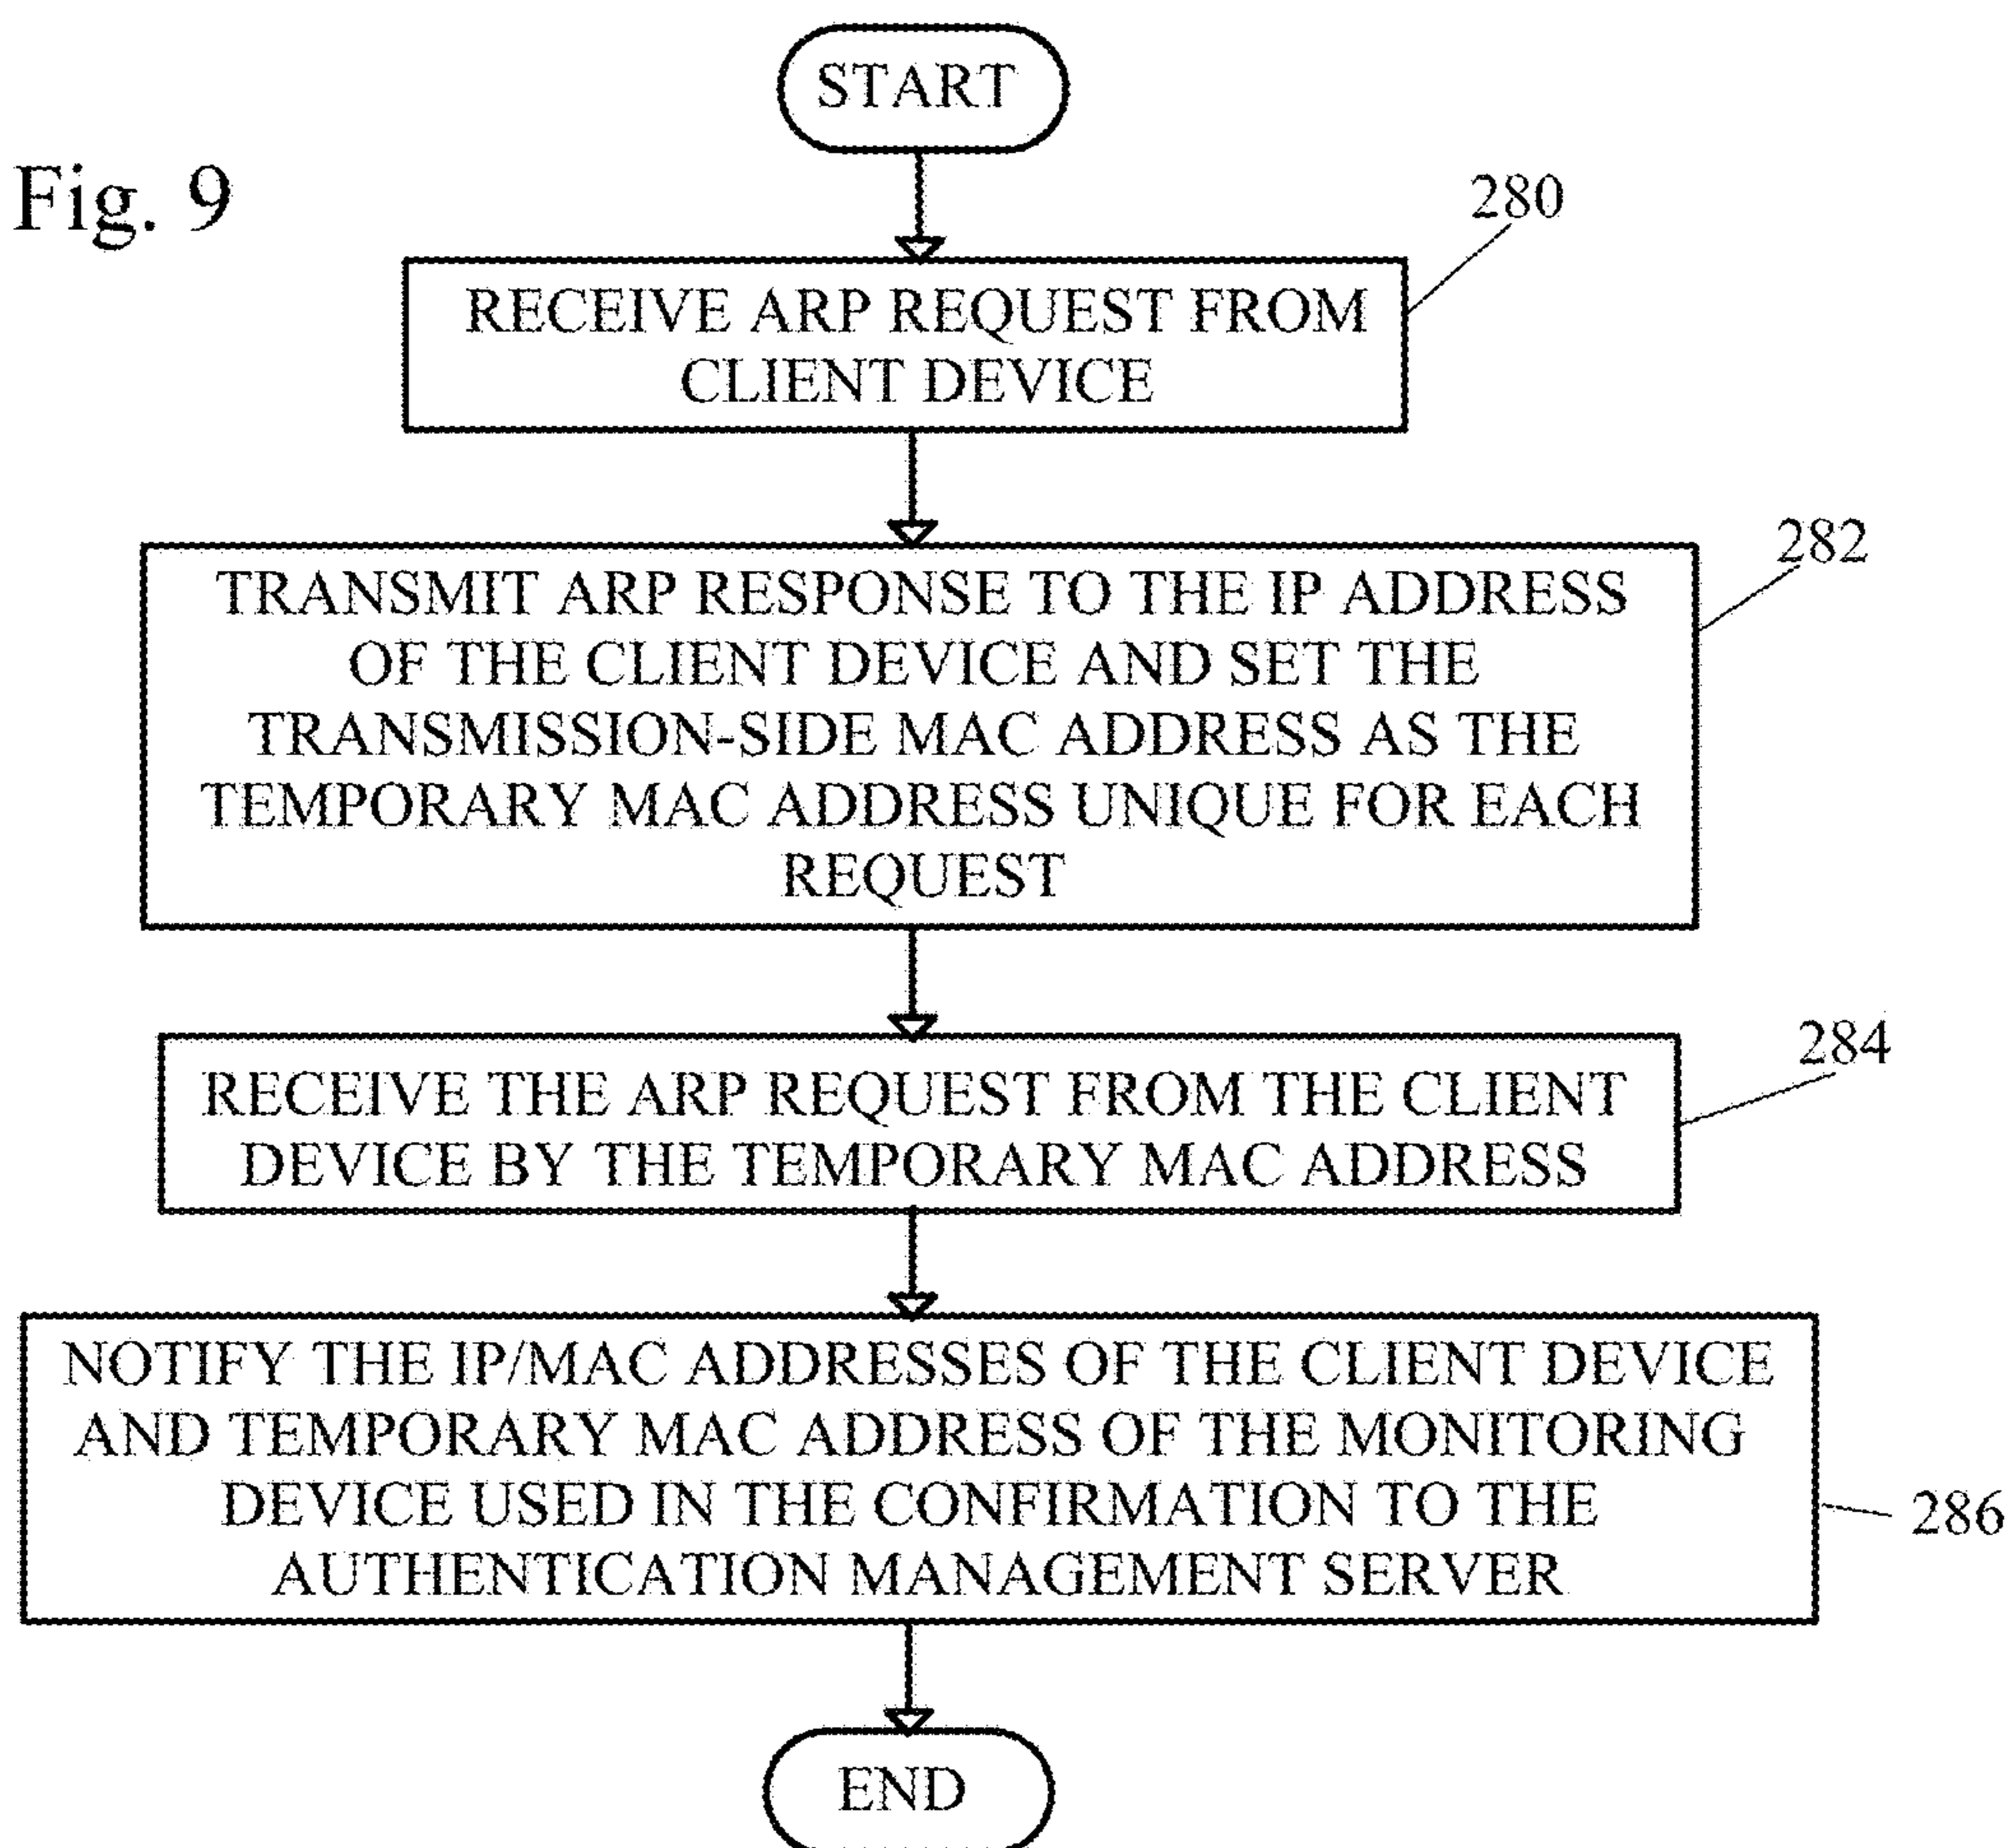 START
Fig. 9
280
RECEIVE ARP REQUEST FROM
CLIENT DEVICE
282
TRANSMIT ARP RESPONSE TO THE IP ADDRESS
OF THE CLIENT DEVICE AND SET THE
TRANSMISSION-SIDE MAC ADDRESS AS THE
TEMPORARY MAC ADDRESS UNIQUE FOR EACH
REQUEST
284
RECEIVE THE ARP REQUEST FROM THE CLIENT
DEVICE BY THE TEMPORARY MAC ADDRESS
NOTIFY THE IP/MAC ADDRESSES OF THE CLIENT DEVICE
AND TEMPORARY MAC ADDRESS OF THE MONITORING
DEVICE USED IN THE CONFIRMATION TO THE
AUTHENTICATION MANAGEMENT SERVER
286
END